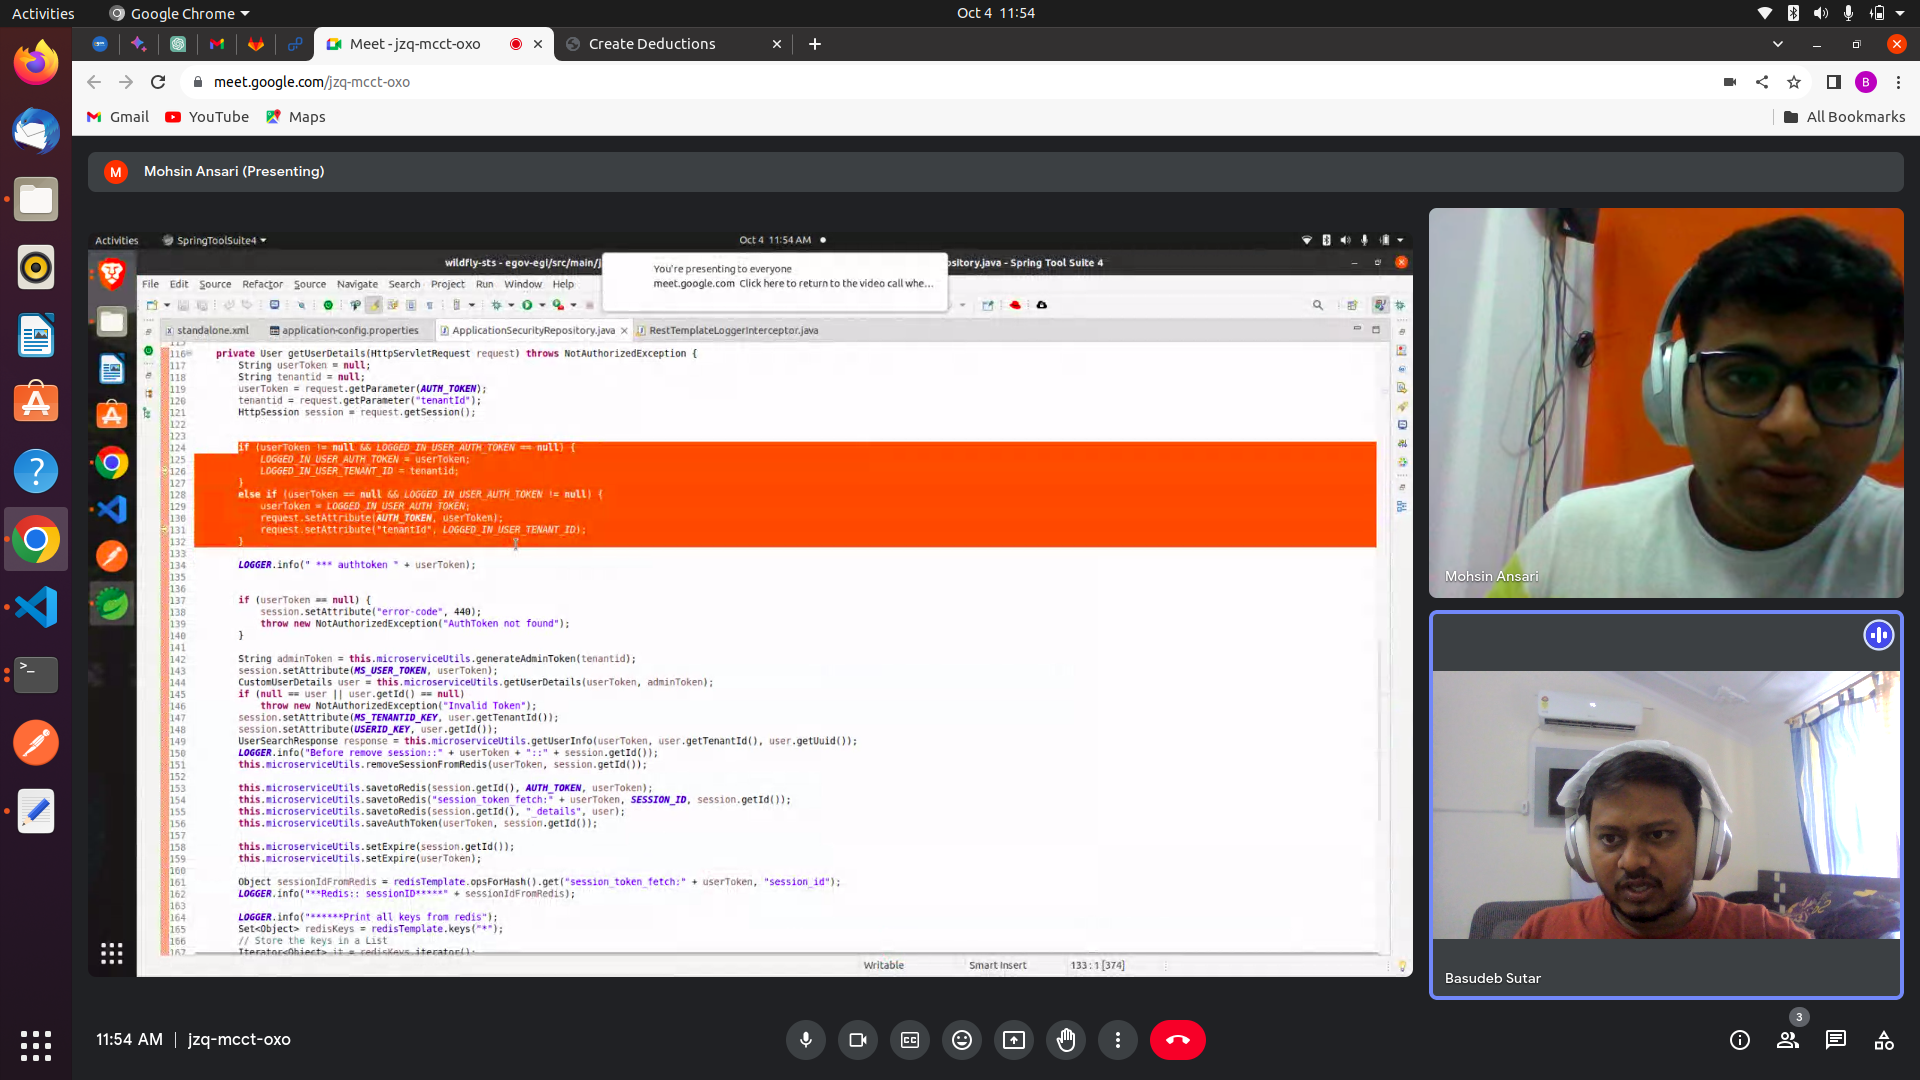 Activities
Google Chrome
Oct 4 11:54
Meet - jzq-mcct-oxo
Create Deductions
meet.google.com/jzq-mcct-oxo
B
Gmail
YouTube
Maps
All Bookmarks
M
Mohsin Ansari (Presenting)
Activities
SpringToolSuite4
Oct 4 11:54 AM
wildfly-sts - egov-egl/src/main/j
sitory.java - Spring Tool Suite 4
You're presenting to everyone
meet.google.com Click here to return to the video call whe...
File Edit Source Refactor Source Navigate Search Project Run Window Help
standalone.xml
application-config.properties
ApplicationSecurityRepository.java
RestTemplateLoggerInterceptor.java
115
116 private User getUserDetails(HttpServletRequest request) throws NotAuthorizedException {
117 String userToken = null;
118 String tenantid = null;
119 userToken = request.getParameter(AUTH_TOKEN);
120 tenantid = request.getParameter("tenantId");
121 HttpSession session = request.getSession();
122
123
124 if (userToken != null && LOGGED_IN_USER_AUTH_TOKEN == null) {
125 LOGGED_IN_USER_AUTH_TOKEN = userToken;
126 LOGGED_IN_USER_TENANT_ID = tenantid;
127 }
128 else if (userToken == null && LOGGED_IN_USER_AUTH_TOKEN != null) {
129 userToken = LOGGED_IN_USER_AUTH_TOKEN;
130 request.setAttribute(AUTH_TOKEN, userToken);
131 request.setAttribute("tenantId", LOGGED_IN_USER_TENANT_ID);
132 }
133
134 LOGGER.info(" *** authtoken " + userToken);
135
136
137 if (userToken == null) {
138 session.setAttribute("error-code", 440);
139 throw new NotAuthorizedException("AuthToken not found");
140 }
141
142 String adminToken = this.microserviceUtils.generateAdminToken(tenantid);
143 session.setAttribute(MS_USER_TOKEN, userToken);
144 CustomUserDetails user = this.microserviceUtils.getUserDetails(userToken, adminToken);
145 if (null == user || user.getId() == null)
146 throw new NotAuthorizedException("Invalid Token");
147 session.setAttribute(MS_TENANTID_KEY, user.getTenantId());
148 session.setAttribute(USERID_KEY, user.getId());
149 UserSearchResponse response = this.microserviceUtils.getUserInfo(userToken, user.getTenantId(), user.getUuid());
150 LOGGER.info("Before remove session::" + userToken + "::" + session.getId());
151 this.microserviceUtils.removeSessionFromRedis(userToken, session.getId());
152
153 this.microserviceUtils.savetoRedis(session.getId(), AUTH_TOKEN, userToken);
154 this.microserviceUtils.savetoRedis("session_token_fetch:" + userToken, SESSION_ID, session.getId());
155 this.microserviceUtils.savetoRedis(session.getId(), "_details", user);
156 this.microserviceUtils.saveAuthToken(userToken, session.getId());
157
158 this.microserviceUtils.setExpire(session.getId());
159 this.microserviceUtils.setExpire(userToken);
160
161 Object sessionIdFromRedis = redisTemplate.opsForHash().get("session_token_fetch:" + userToken, "session_id");
162 LOGGER.info("**Redis:: sessionID*****" + sessionIdFromRedis);
163
164 LOGGER.info("******Print all keys from redis");
165 Set<Object> redisKeys = redisTemplate.keys("*");
166 // Store the keys in a List
167 Iterator<Object> it = redisKeys.iterator();
Writable
Smart Insert
133 : 1 [374]
Mohsin Ansari
Basudeb Sutar
11:54 AM | jzq-mcct-oxo
3